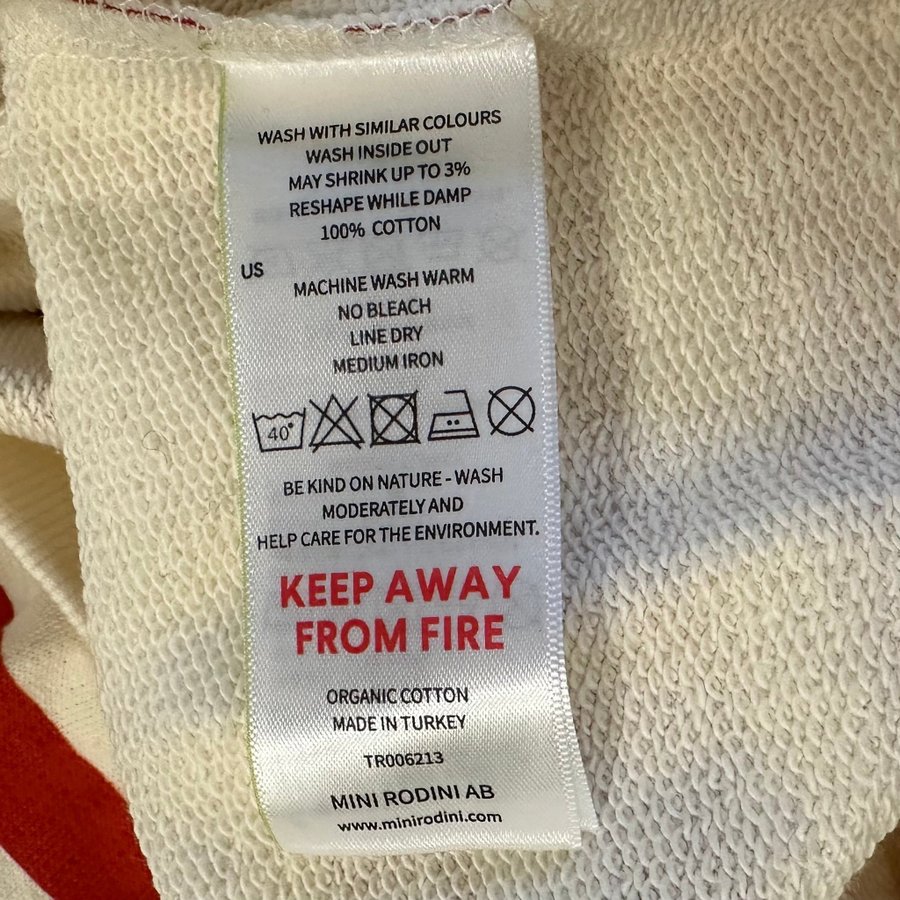 WASH WITH SIMILAR COLOURS
WASH INSIDE OUT
MAY SHRINK UP TO 3%
RESHAPE WHILE DAMP
100% COTTON
US
MACHINE WASH WARM
NO BLEACH
LINE DRY
MEDIUM IRON
40°
BE KIND ON NATURE - WASH
MODERATELY AND
HELP CARE FOR THE ENVIRONMENT.
KEEP AWAY
FROM FIRE
ORGANIC COTTON
MADE IN TURKEY
TR006213
MINI RODINI AB
www.minirodini.com